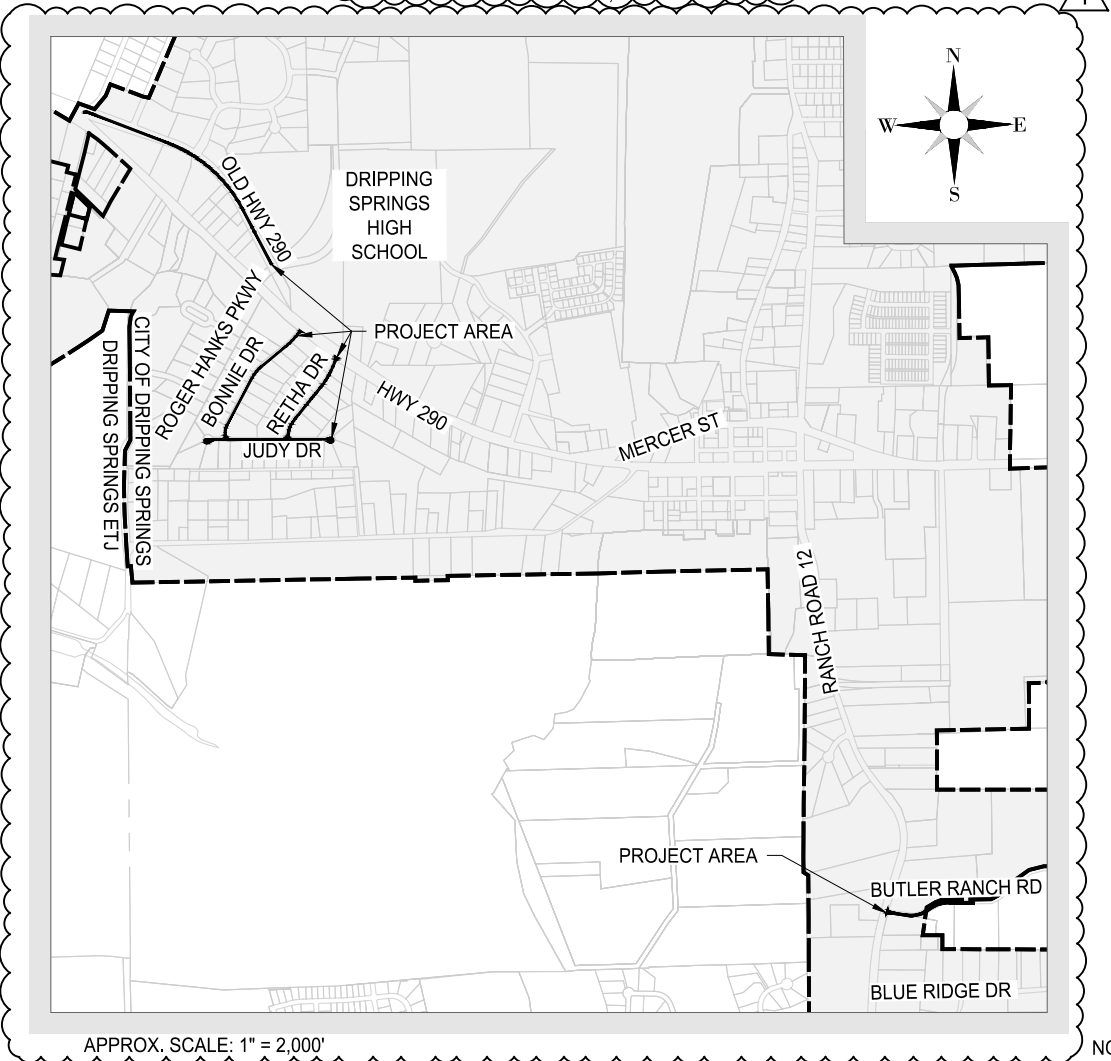 N
W
E
S
OLD HWY 290
DRIPPING
SPRINGS
HIGH
SCHOOL
PROJECT AREA
ROGER HANKS PKWY
BONNIE DR
RETHA DR
JUDY DR
HWY 290
MERCER ST
CITY OF DRIPPING SPRINGS
DRIPPING SPRINGS ETJ
RANCH ROAD 12
PROJECT AREA
BUTLER RANCH RD
BLUE RIDGE DR
APPROX. SCALE: 1" = 2,000'